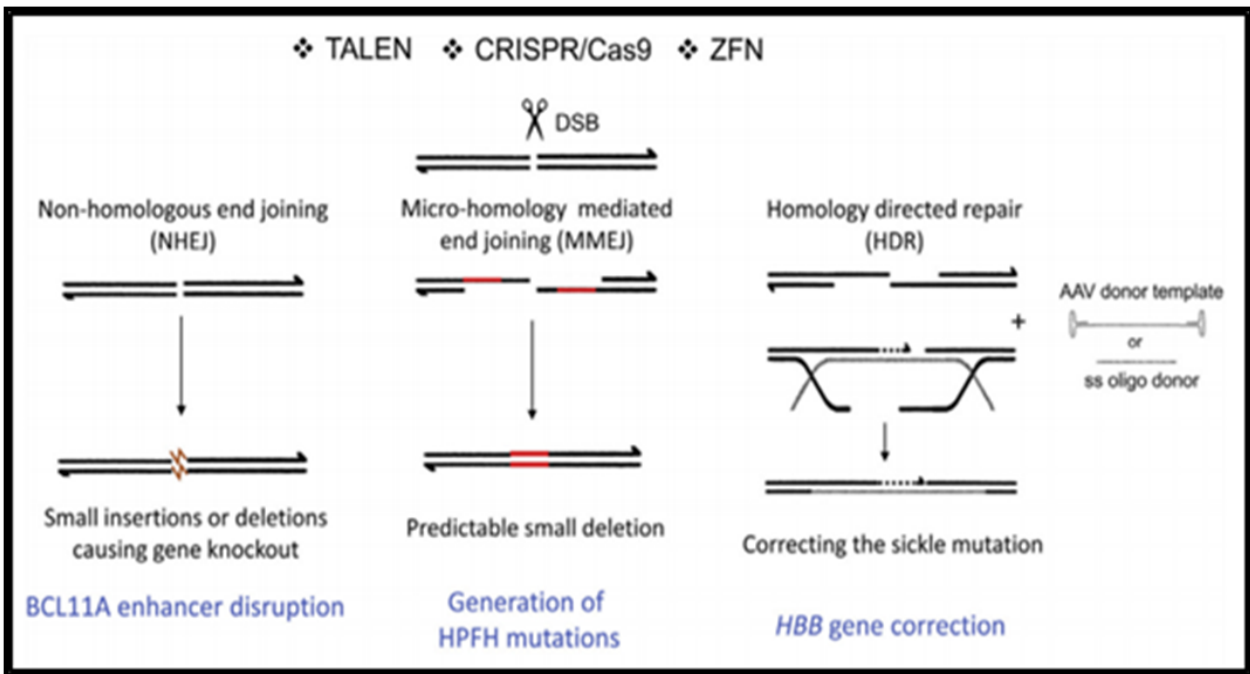 ❖ TALEN ❖ CRISPR/Cas9 ❖ ZFN
DSB
Non-homologous end joining
(NHEJ)
Micro-homology mediated
end joining (MMEJ)
Homology directed repair
(HDR)
AAV donor template
+
or
ss oligo donor
Small insertions or deletions
causing gene knockout
Predictable small deletion
Correcting the sickle mutation
BCL11A enhancer disruption
Generation of
HPFH mutations
HBB gene correction